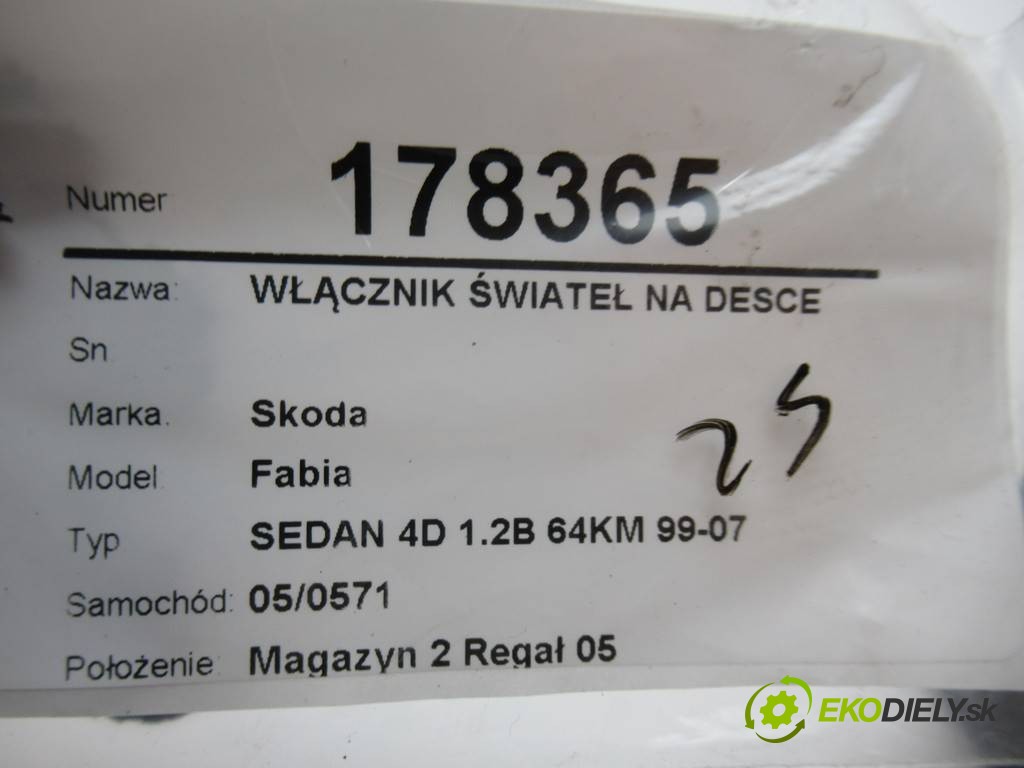 Numer 178365
Nazwa: WŁĄCZNIK ŚWIATEŁ NA DESCE
Sn
Marka. Skoda
Model Fabia
25
Typ SEDAN 4D 1.2B 64KM 99-07
Samochód: 05/0571
Położenie: Magazyn 2 Regał 05
EKODIELY.sk